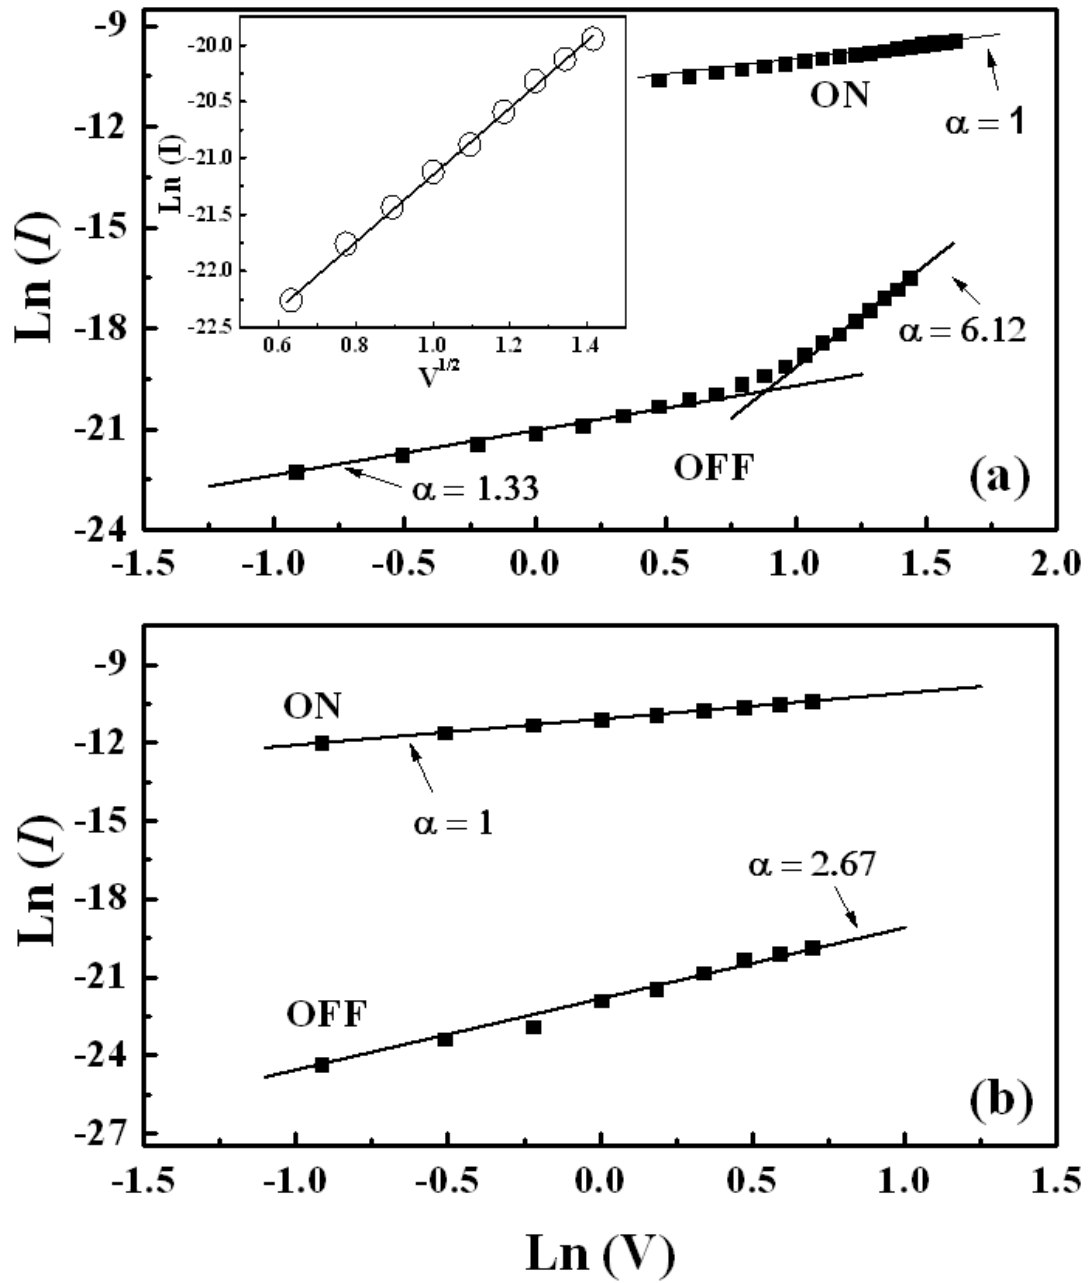 -9
-12
-15
-18
-21
-24
Ln (I)
-20.0
-20.5
-21.0
-21.5
-22.0
-22.5
Ln (I)
0.6 0.8 1.0 1.2 1.4
V^1/2
ON
α = 1
α = 6.12
OFF
α = 1.33
(a)
-1.5 -1.0 -0.5 0.0 0.5 1.0 1.5 2.0
-9
-12
-15
-18
-21
-24
-27
Ln (I)
ON
α = 1
α = 2.67
OFF
(b)
-1.5 -1.0 -0.5 0.0 0.5 1.0 1.5
Ln (V)